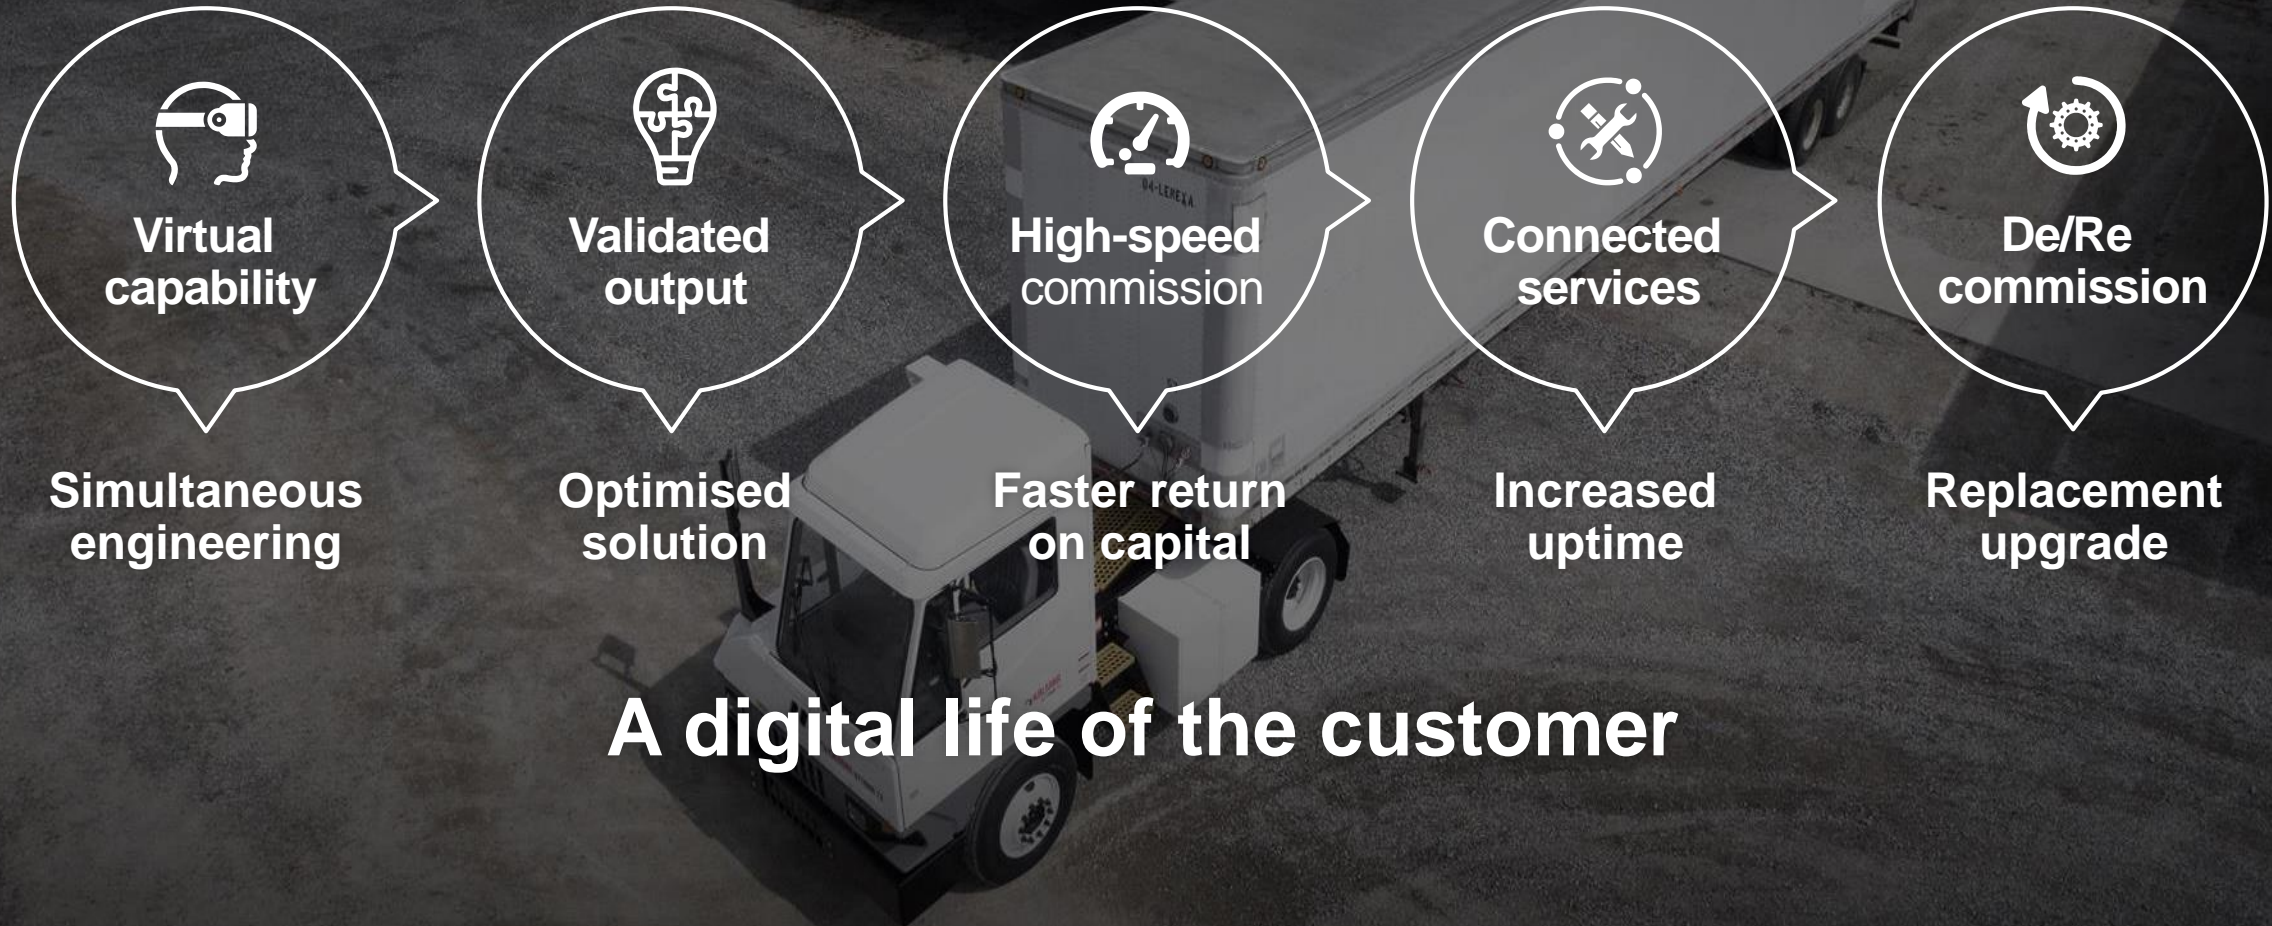 Virtual
capability
Validated
output
High-speed
commission
Connected
services
De/Re
commission
Simultaneous
engineering
Optimised
solution
Faster return
on capital
Increased
uptime
Replacement
upgrade
A digital life of the customer